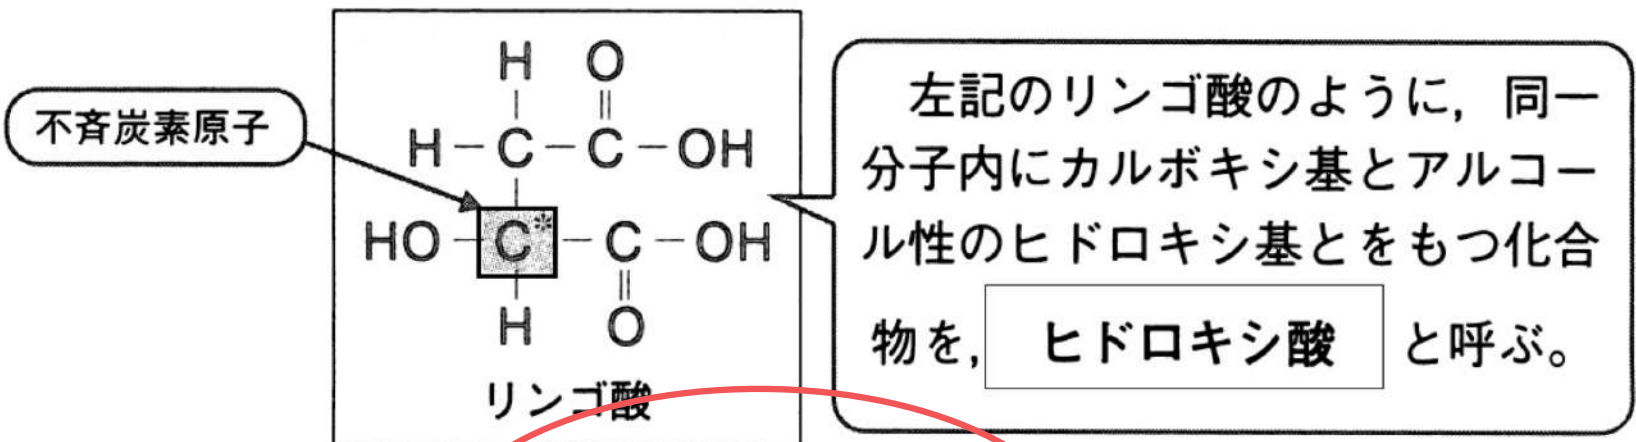 不斉炭素原子
H O
H－C－C－OH
HO－C*－C－OH
H O
リンゴ酸
左記のリンゴ酸のように，同一
分子内にカルボキシ基とアルコー
ル性のヒドロキシ基とをもつ化合
物を，ヒドロキシ酸と呼ぶ。